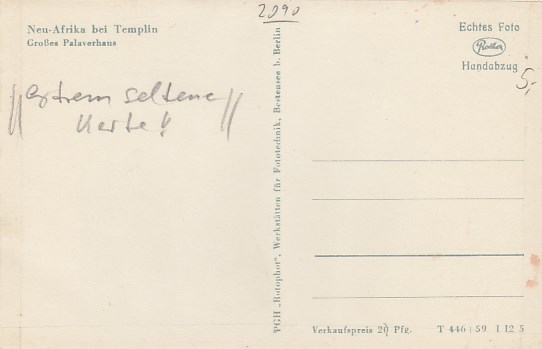 2090
Neu-Afrika bei Templin
Großes Palaverhaus
Echtes Foto
Rotho
Handabzug
5,-
//extrem seltene//
Karte!!
PGH „Rotophot“, Werkstätten für Fototechnik, Bestensee b. Berlin
Verkaufspreis 20 Pfg.
T 446/59 I 12 5